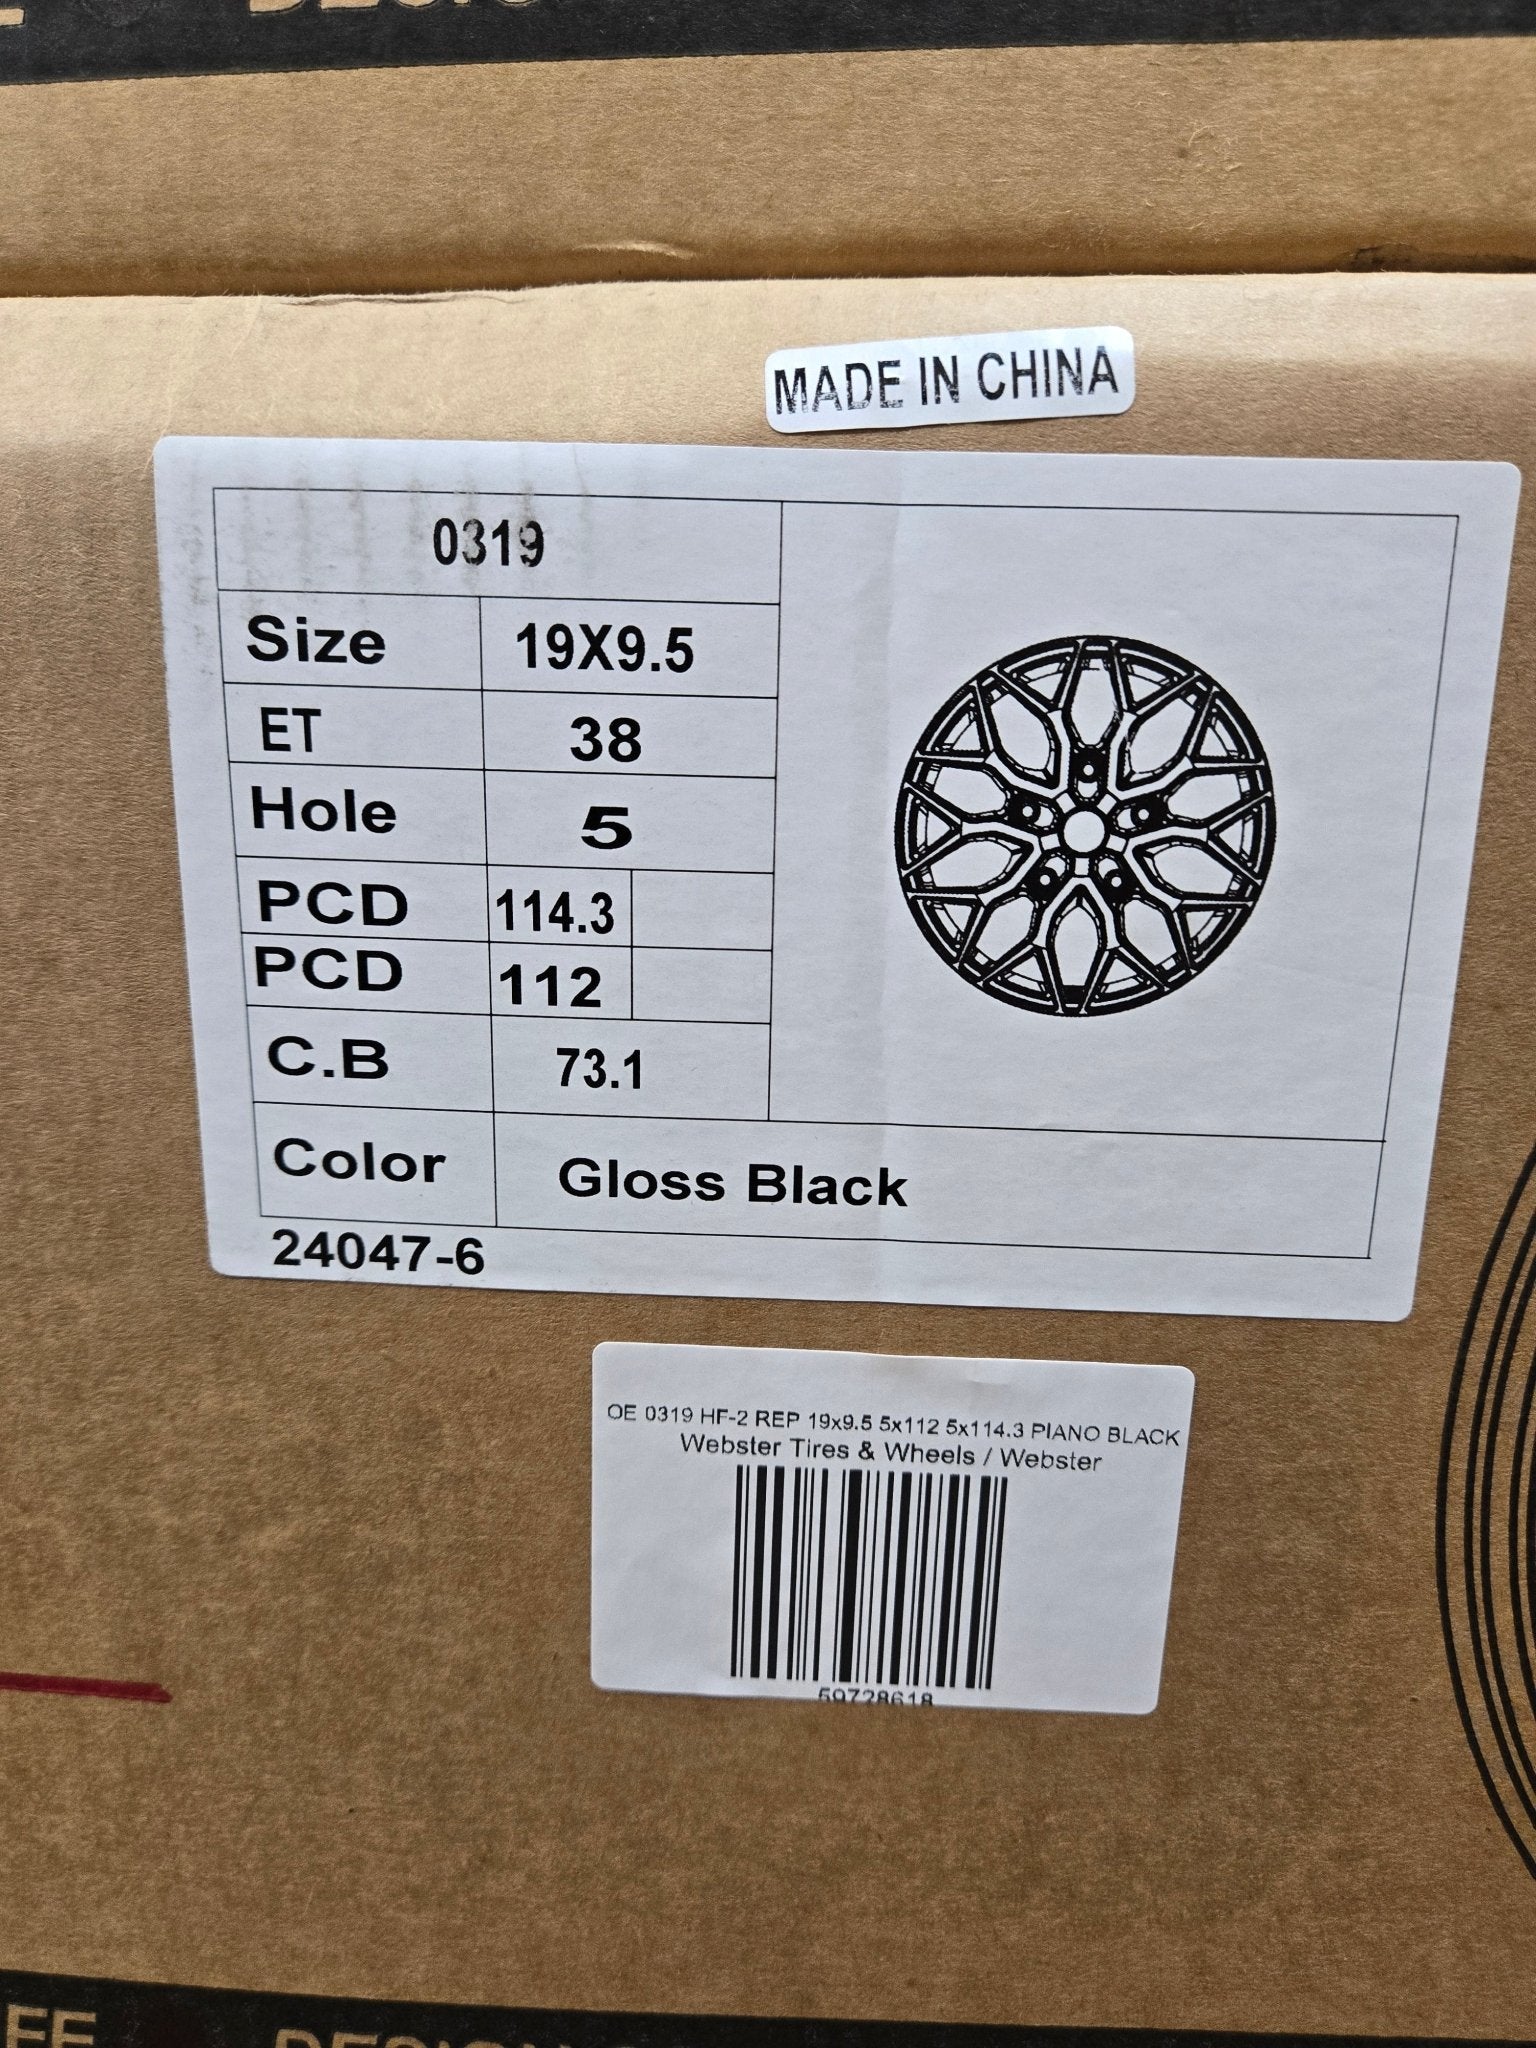 MADE IN CHINA
0319
Size 19X9.5
ET 38
Hole 5
PCD 114.3
PCD 112
C.B 73.1
Color Gloss Black
24047-6
OE 0319 HF-2 REP 19x9.5 5x112 5x114.3 PIANO BLACK
Webster Tires & Wheels / Webster
59728618